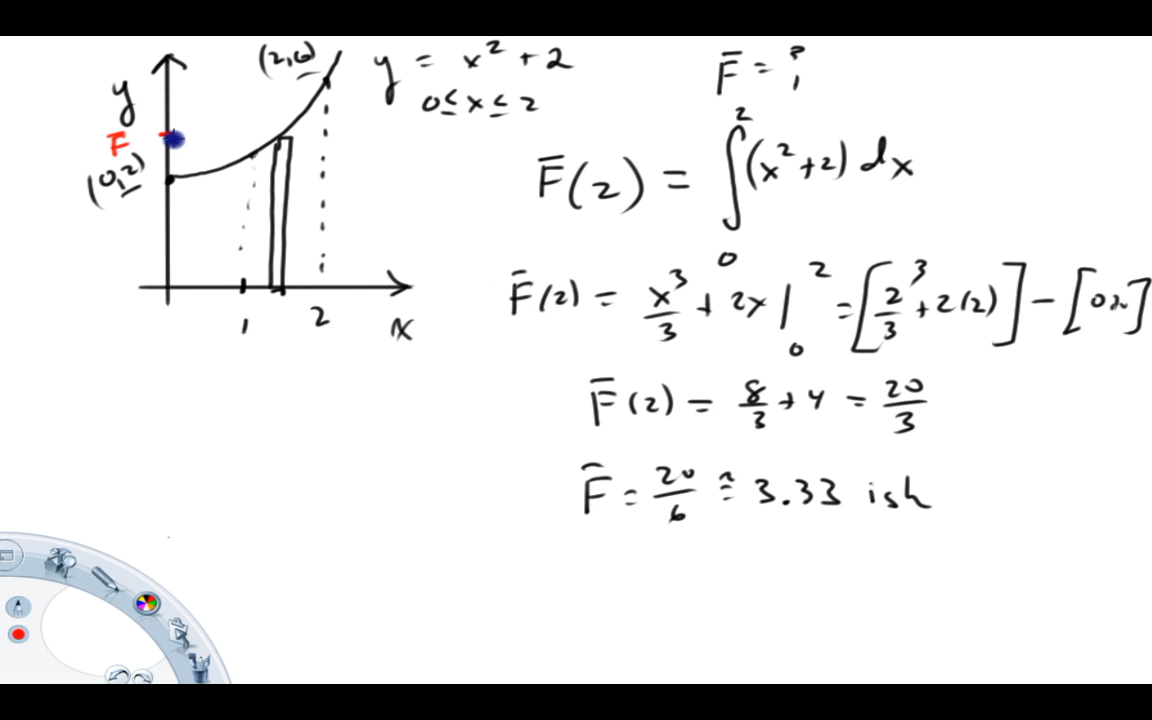 (2,6) y = x² + 2
0 ≤ x ≤ 2
F̄ = ?
y
F
(0,2)
1 2 x
F̄(2) = ∫₀² (x² + 2) dx
F̄(2) = x³/3 + 2x |₀² = [2³/3 + 2(2)] −
F̄(2) = 8/3 + 4 = 20/3
F̄ = 20/6 ≅ 3.33 ish